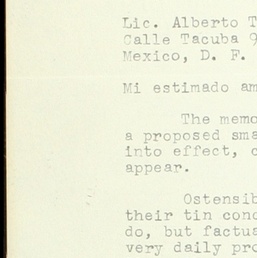 Lic. Alberto T
Calle Tacuba 9
Mexico, D. F.
Mi estimado am
The memo
a proposed sma
into effect, c
appear.
Ostensib
their tin conc
do, but factua
very daily pro